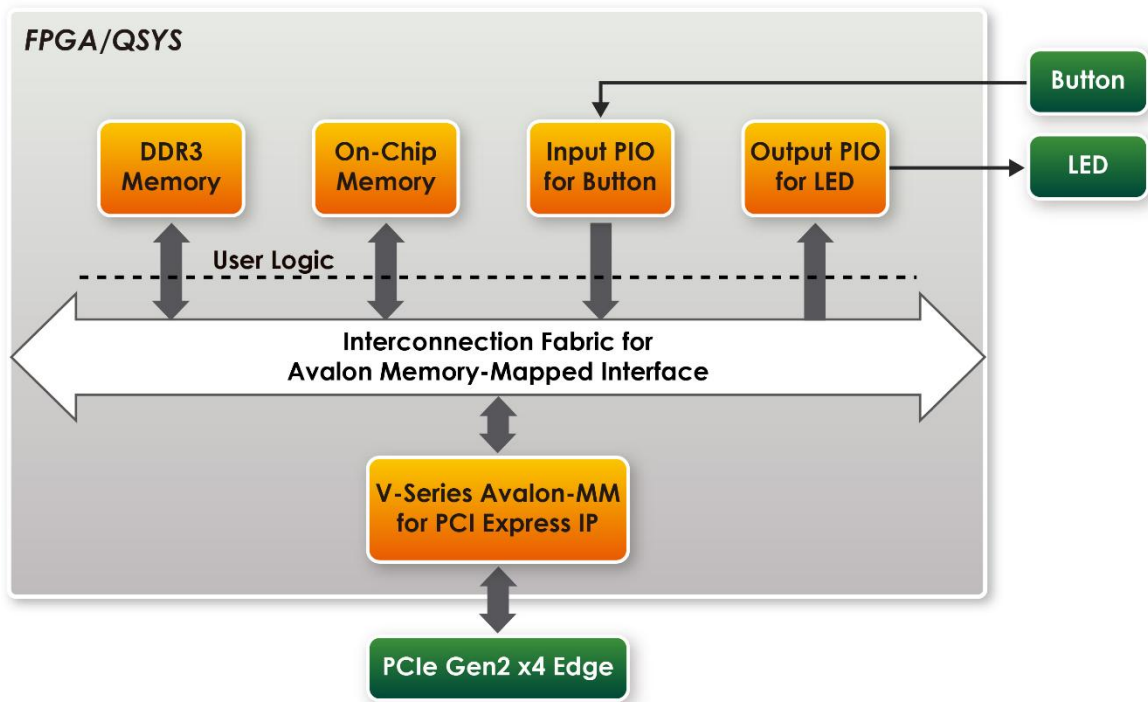 FPGA/QSYS
Button
DDR3
Memory
On-Chip
Memory
Input PIO
for Button
Output PIO
for LED
LED
User Logic
Interconnection Fabric for
Avalon Memory-Mapped Interface
V-Series Avalon-MM
for PCI Express IP
PCIe Gen2 x4 Edge